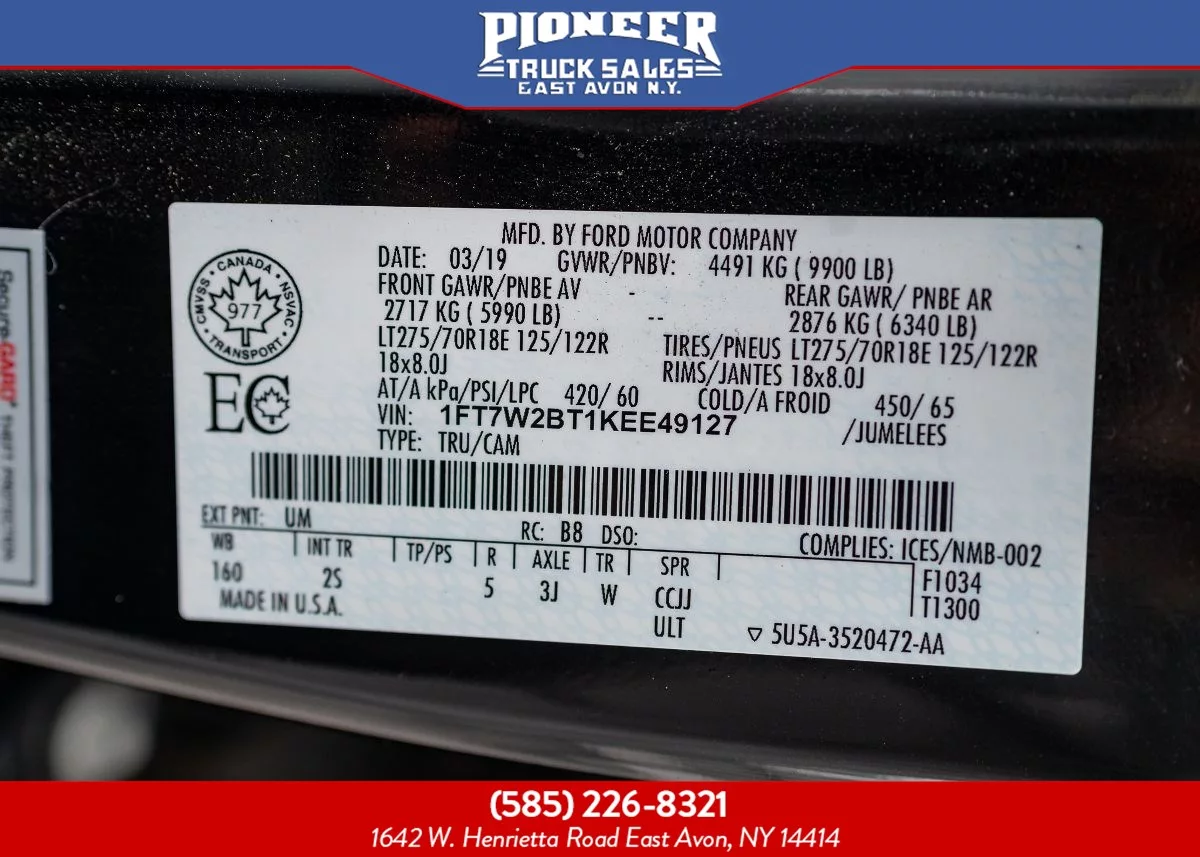 PIONEER
TRUCK SALES
EAST AVON N.Y.
Secure-GARD
THEFT PROTECTION
CANADA
CMVSS · NSVAC
977
TRANSPORT
EC
MFD. BY FORD MOTOR COMPANY
DATE: 03/19 GVWR/PNBV: 4491 KG ( 9900 LB)
FRONT GAWR/PNBE AV - REAR GAWR/ PNBE AR
2717 KG ( 5990 LB) -- 2876 KG ( 6340 LB)
LT275/70R18E 125/122R TIRES/PNEUS LT275/70R18E 125/122R
18x8.0J RIMS/JANTES 18x8.0J
AT/A kPa/PSI/LPC 420/ 60 COLD/A FROID 450/ 65
VIN: 1FT7W2BT1KEE49127 /JUMELEES
TYPE: TRU/CAM
EXT PNT: UM RC: B8 DSO: COMPLIES: ICES/NMB-002
WB INT TR TP/PS R AXLE TR SPR F1034
160 2S 5 3J W CCJJ T1300
MADE IN U.S.A. ULT 5U5A-3520472-AA
(585) 226-8321
1642 W. Henrietta Road East Avon, NY 14414